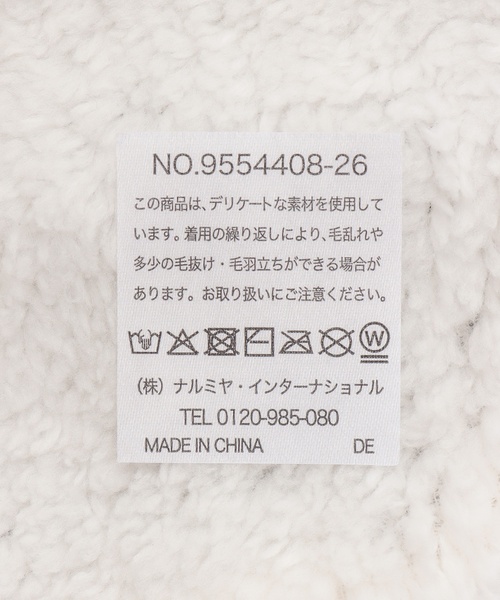 NO.9554408-26
この商品は、デリケートな素材を使用して
います。着用の繰り返しにより、毛乱れや
多少の毛抜け・毛羽立ちができる場合が
あります。お取り扱いにご注意ください。
W
(株) ナルミヤ・インターナショナル
TEL 0120-985-080
MADE IN CHINA DE